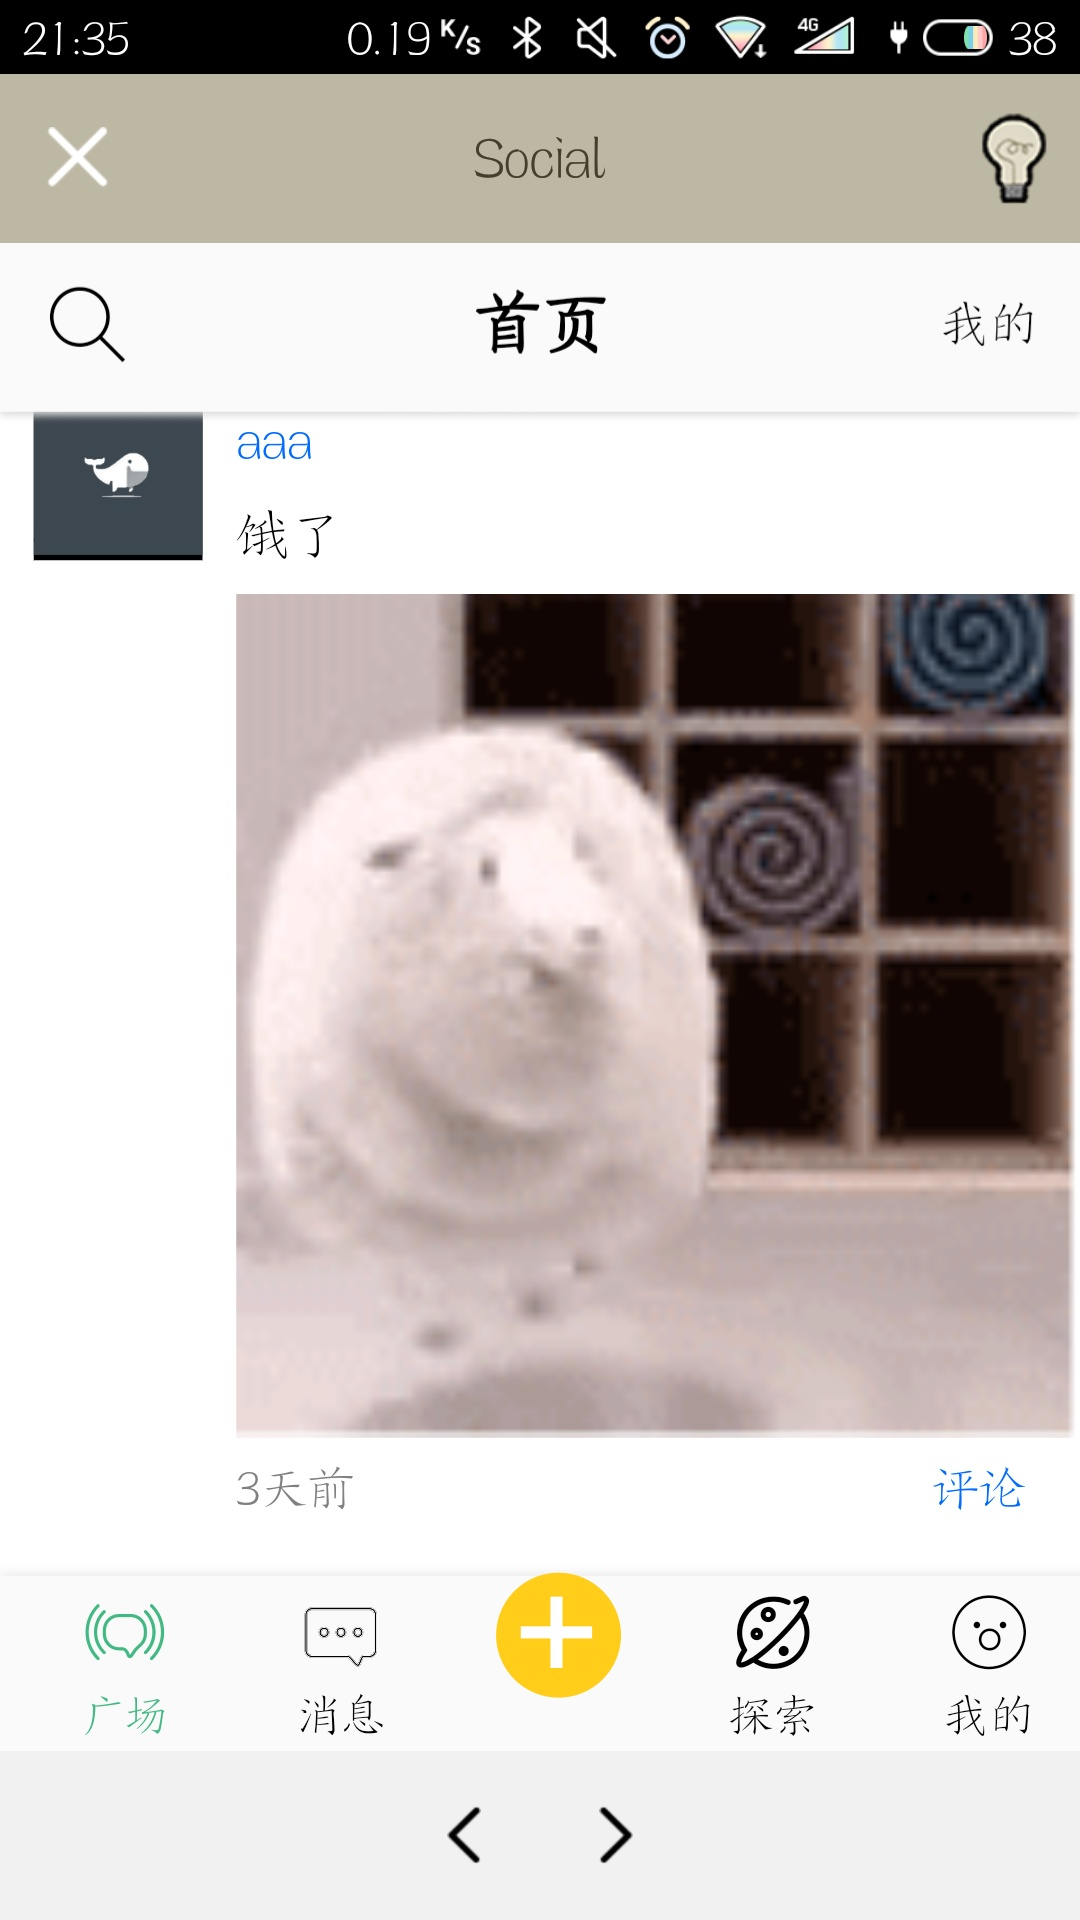 21:35 0.19 K/s 4G 38
Social
首页 我的
aaa
饿了
3天前 评论
广场 消息 探索 我的